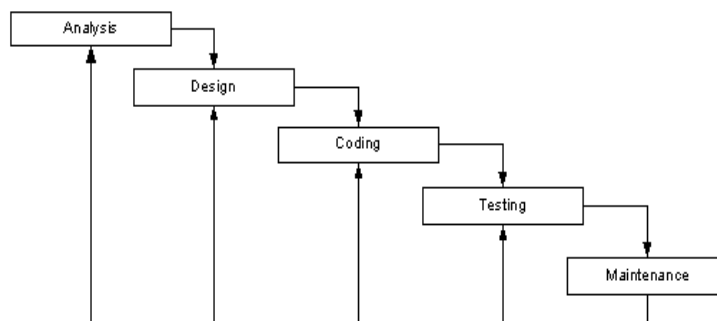 Analysis
Design
Coding
Testing
Maintenance